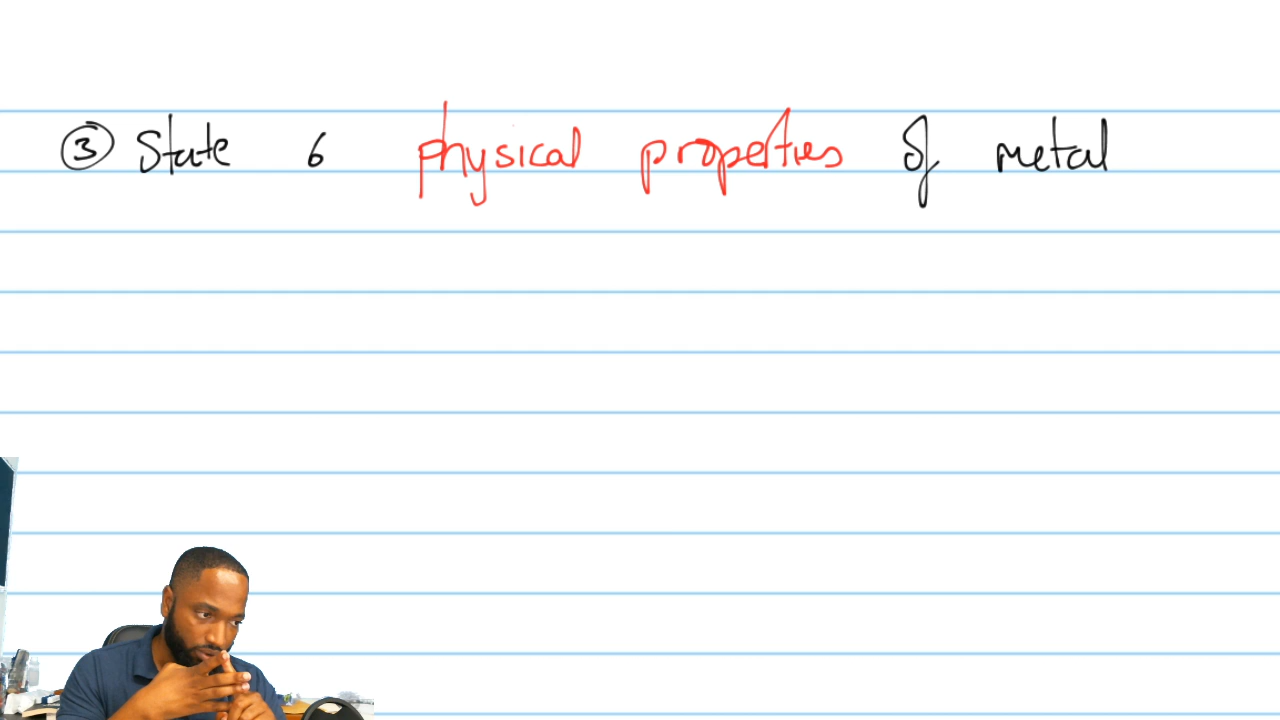 ③ State 6 physical properties of metal